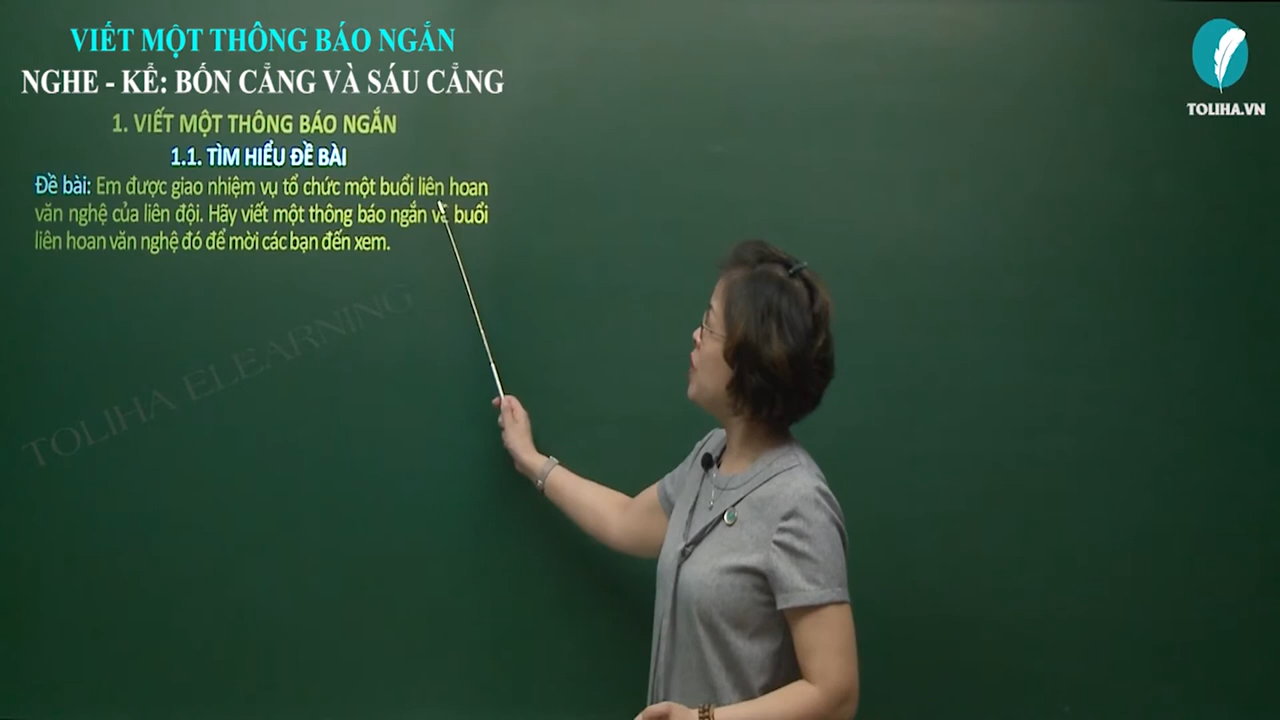 VIẾT MỘT THÔNG BÁO NGẮN
NGHE - KỂ: BỐN CẲNG VÀ SÁU CẲNG
1. VIẾT MỘT THÔNG BÁO NGẮN
1.1. TÌM HIỂU ĐỀ BÀI
Đề bài: Em được giao nhiệm vụ tổ chức một buổi liên hoan
văn nghệ của liên đội. Hãy viết một thông báo ngắn về buổi
liên hoan văn nghệ đó để mời các bạn đến xem.
TOLIHA.VN
TOLIHA ELEARNING